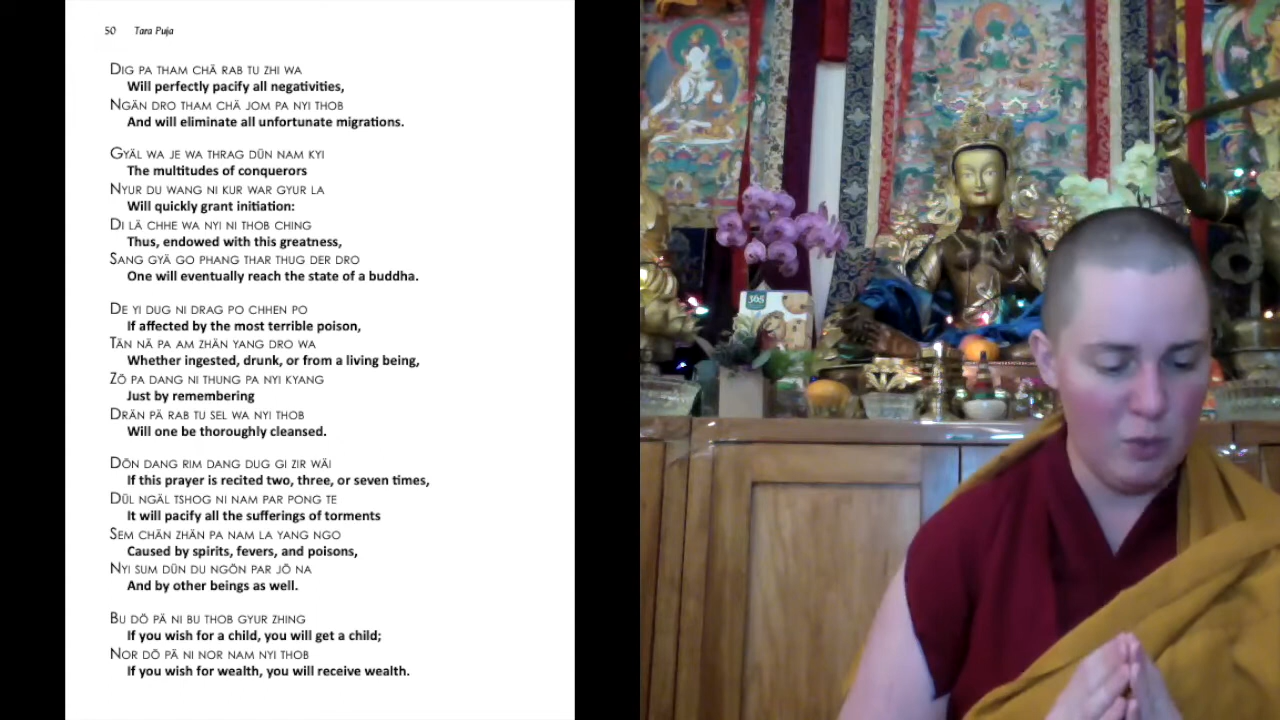 50 Tara Puja
DIG PA THAM CHÄ RAB TU ZHI WA
Will perfectly pacify all negativities,
NGÄN DRO THAM CHÄ JOM PA NYI THOB
And will eliminate all unfortunate migrations.
GYÄL WA JE WA THRAG DÜN NAM KYI
The multitudes of conquerors
NYUR DU WANG NI KUR WAR GYUR LA
Will quickly grant initiation:
DI LÄ CHHE WA NYI NI THOB CHING
Thus, endowed with this greatness,
SANG GYÄ GO PHANG THAR THUG DER DRO
One will eventually reach the state of a buddha.
DE YI DUG NI DRAG PO CHHEN PO
If affected by the most terrible poison,
TÄN NÄ PA AM ZHÄN YANG DRO WA
Whether ingested, drunk, or from a living being,
ZÖ PA DANG NI THUNG PA NYI KYANG
Just by remembering
DRÄN PÄ RAB TU SEL WA NYI THOB
Will one be thoroughly cleansed.
DÖN DANG RIM DANG DUG GI ZIR WÄI
If this prayer is recited two, three, or seven times,
DÜL NGÄL TSHOG NI NAM PAR PONG TE
It will pacify all the sufferings of torments
SEM CHÄN ZHÄN PA NAM LA YANG NGO
Caused by spirits, fevers, and poisons,
NYI SUM DÜN DU NGÖN PAR JÖ NA
And by other beings as well.
BU DÖ PÄ NI BU THOB GYUR ZHING
If you wish for a child, you will get a child;
NOR DÖ PÄ NI NOR NAM NYI THOB
If you wish for wealth, you will receive wealth.
365